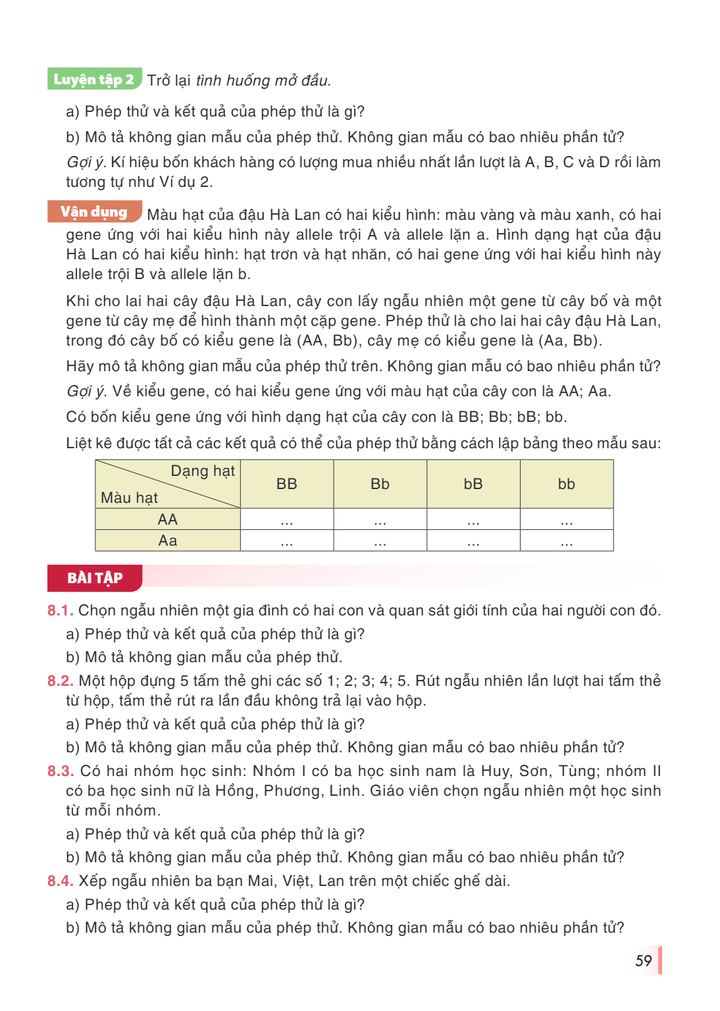 Luyện tập 2 Trở lại tình huống mở đầu.
a) Phép thử và kết quả của phép thử là gì?
b) Mô tả không gian mẫu của phép thử. Không gian mẫu có bao nhiêu phần tử?
Gợi ý. Kí hiệu bốn khách hàng có lượng mua nhiều nhất lần lượt là A, B, C và D rồi làm
tương tự như Ví dụ 2.
Vận dụng Màu hạt của đậu Hà Lan có hai kiểu hình: màu vàng và màu xanh, có hai
gene ứng với hai kiểu hình này allele trội A và allele lặn a. Hình dạng hạt của đậu
Hà Lan có hai kiểu hình: hạt trơn và hạt nhăn, có hai gene ứng với hai kiểu hình này
allele trội B và allele lặn b.
Khi cho lai hai cây đậu Hà Lan, cây con lấy ngẫu nhiên một gene từ cây bố và một
gene từ cây mẹ để hình thành một cặp gene. Phép thử là cho lai hai cây đậu Hà Lan,
trong đó cây bố có kiểu gene là (AA, Bb), cây mẹ có kiểu gene là (Aa, Bb).
Hãy mô tả không gian mẫu của phép thử trên. Không gian mẫu có bao nhiêu phần tử?
Gợi ý. Về kiểu gene, có hai kiểu gene ứng với màu hạt của cây con là AA; Aa.
Có bốn kiểu gene ứng với hình dạng hạt của cây con là BB; Bb; bB; bb.
Liệt kê được tất cả các kết quả có thể của phép thử bằng cách lập bảng theo mẫu sau:
Dạng hạt
Màu hạt
BB Bb bB bb
AA ... ... ... ...
Aa ... ... ... ...
BÀI TẬP
8.1. Chọn ngẫu nhiên một gia đình có hai con và quan sát giới tính của hai người con đó.
a) Phép thử và kết quả của phép thử là gì?
b) Mô tả không gian mẫu của phép thử.
8.2. Một hộp đựng 5 tấm thẻ ghi các số 1; 2; 3; 4; 5. Rút ngẫu nhiên lần lượt hai tấm thẻ
từ hộp, tấm thẻ rút ra lần đầu không trả lại vào hộp.
a) Phép thử và kết quả của phép thử là gì?
b) Mô tả không gian mẫu của phép thử. Không gian mẫu có bao nhiêu phần tử?
8.3. Có hai nhóm học sinh: Nhóm I có ba học sinh nam là Huy, Sơn, Tùng; nhóm II
có ba học sinh nữ là Hồng, Phương, Linh. Giáo viên chọn ngẫu nhiên một học sinh
từ mỗi nhóm.
a) Phép thử và kết quả của phép thử là gì?
b) Mô tả không gian mẫu của phép thử. Không gian mẫu có bao nhiêu phần tử?
8.4. Xếp ngẫu nhiên ba bạn Mai, Việt, Lan trên một chiếc ghế dài.
a) Phép thử và kết quả của phép thử là gì?
b) Mô tả không gian mẫu của phép thử. Không gian mẫu có bao nhiêu phần tử?
59